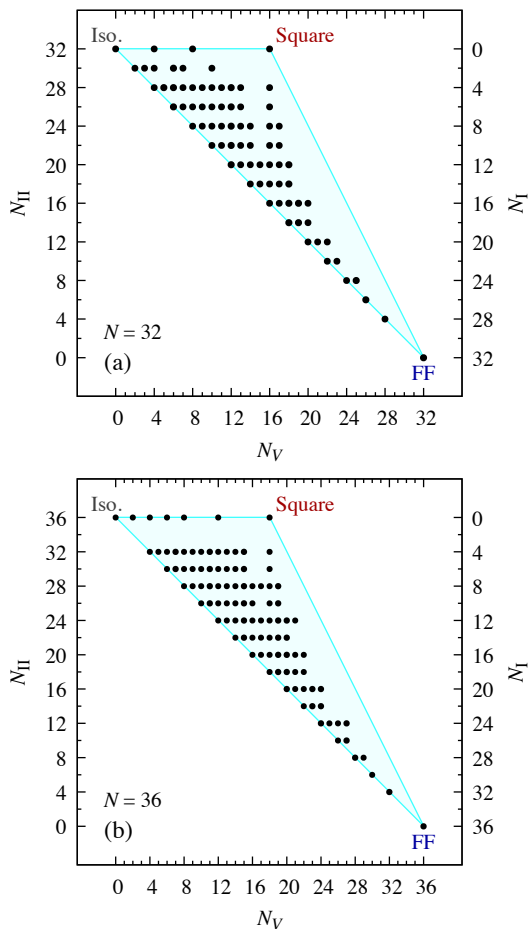 Iso.
Square
32 0
28 4
24 8
20 12
N_II N_I
16 16
12 20
8 24
4 28
N = 32
0 32
(a)
FF
0 4 8 12 16 20 24 28 32
N_V
Iso.
Square
36 0
32 4
28 8
24 12
20 16
N_II N_I
16 20
12 24
8 28
4 32
N = 36
0 36
(b)
FF
0 4 8 12 16 20 24 28 32 36
N_V